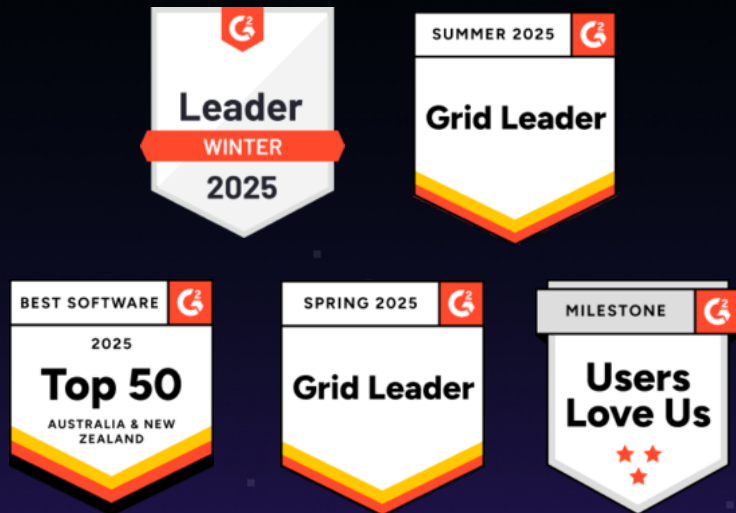 G2
Leader
WINTER
2025
SUMMER 2025 G2
Grid Leader
BEST SOFTWARE G2
2025
Top 50
AUSTRALIA & NEW
ZEALAND
SPRING 2025 G2
Grid Leader
MILESTONE G2
Users
Love Us